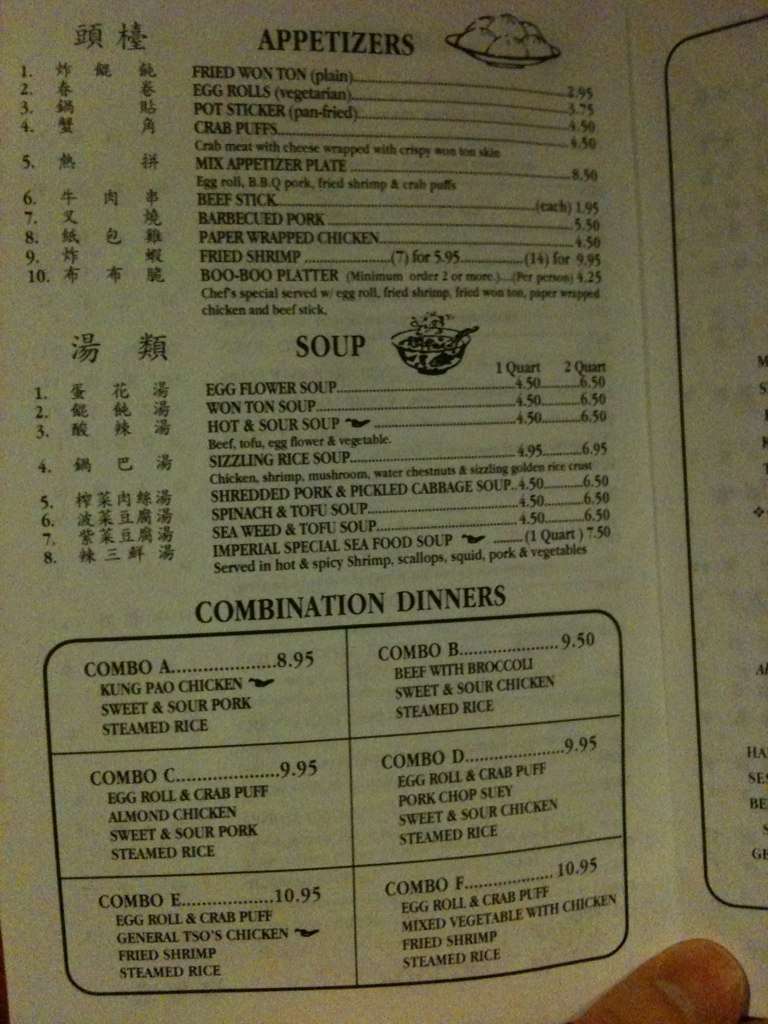 頭檯 APPETIZERS
1. 炸餛飩 FRIED WON TON (plain)........2.95
2. 春卷 EGG ROLLS (vegetarian)........3.75
3. 鍋貼 POT STICKER (pan-fried)........4.50
4. 蟹角 CRAB PUFFS........4.50
Crab meat with cheese wrapped with crispy won ton skin
5. 熱拼 MIX APPETIZER PLATE........8.50
Egg roll, B.B.Q pork, fried shrimp & crab puffs
6. 牛肉串 BEEF STICK........(each) 1.95
7. 叉燒 BARBECUED PORK........5.50
8. 紙包雞 PAPER WRAPPED CHICKEN........4.50
9. 炸蝦 FRIED SHRIMP........(7) for 5.95........(14) for 9.95
10. 布布脆 BOO-BOO PLATTER (Minimum order 2 or more.)....(Per person) 4.25
Chef's special served w/ egg roll, fried shrimp, fried won ton, paper wrapped
chicken and beef stick.
湯類 SOUP
1 Quart 2 Quart
1. 蛋花湯 EGG FLOWER SOUP........4.50........6.50
2. 餛飩湯 WON TON SOUP........4.50........6.50
3. 酸辣湯 HOT & SOUR SOUP........4.50........6.50
Beef, tofu, egg flower & vegetable.
4. 鍋巴湯 SIZZLING RICE SOUP........4.95........6.95
Chicken, shrimp, mushroom, water chestnuts & sizzling golden rice crust
5. 榨菜肉絲湯 SHREDDED PORK & PICKLED CABBAGE SOUP..4.50........6.50
6. 波菜豆腐湯 SPINACH & TOFU SOUP........4.50........6.50
7. 紫菜豆腐湯 SEA WEED & TOFU SOUP........4.50........6.50
8. 辣三鮮湯 IMPERIAL SPECIAL SEA FOOD SOUP ........(1 Quart ) 7.50
Served in hot & spicy Shrimp, scallops, squid, pork & vegetables
COMBINATION DINNERS
COMBO A....................8.95
KUNG PAO CHICKEN
SWEET & SOUR PORK
STEAMED RICE
COMBO B.................... 9.50
BEEF WITH BROCCOLI
SWEET & SOUR CHICKEN
STEAMED RICE
COMBO C....................9.95
EGG ROLL & CRAB PUFF
ALMOND CHICKEN
SWEET & SOUR PORK
STEAMED RICE
COMBO D....................9.95
EGG ROLL & CRAB PUFF
PORK CHOP SUEY
SWEET & SOUR CHICKEN
STEAMED RICE
COMBO E..................10.95
EGG ROLL & CRAB PUFF
GENERAL TSO'S CHICKEN
FRIED SHRIMP
STEAMED RICE
COMBO F.................. 10.95
EGG ROLL & CRAB PUFF
MIXED VEGETABLE WITH CHICKEN
FRIED SHRIMP
STEAMED RICE